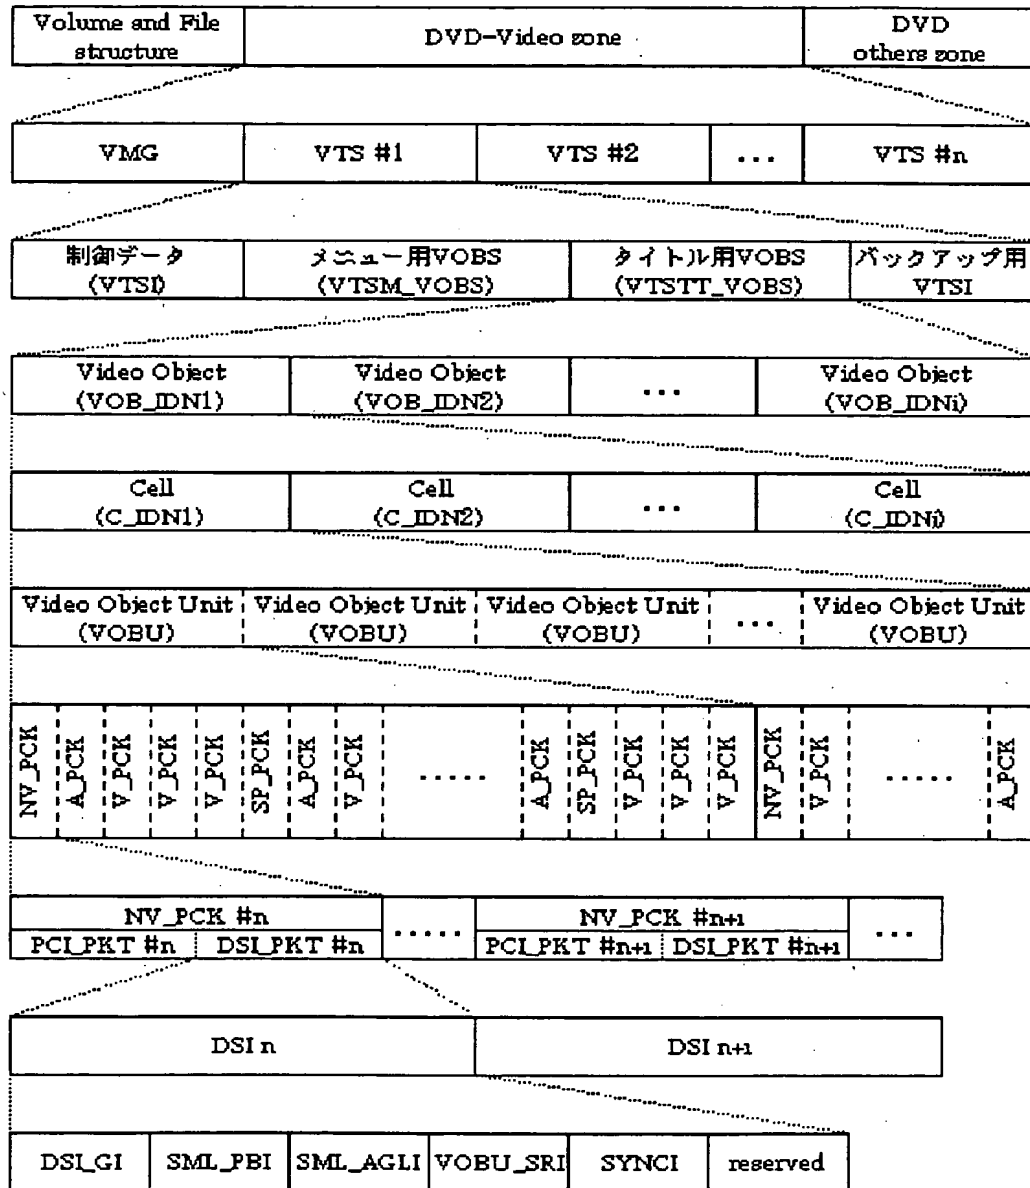 Volume and File structure
DVD-Video zone
DVD others zone
VMG
VTS #1
VTS #2
...
VTS #n
制御データ (VTSI)
メニュー用VOBS (VTSM_VOBS)
タイトル用VOBS (VTSTT_VOBS)
バックアップ用 VTSI
Video Object (VOB_IDN1)
Video Object (VOB_IDN2)
...
Video Object (VOB_IDNi)
Cell (C_IDN1)
Cell (C_IDN2)
...
Cell (C_IDNi)
Video Object Unit (VOBU)
Video Object Unit (VOBU)
Video Object Unit (VOBU)
...
Video Object Unit (VOBU)
NV_PCK
A_PCK
V_PCK
V_PCK
V_PCK
SP_PCK
A_PCK
V_PCK
.....
A_PCK
SP_PCK
V_PCK
V_PCK
V_PCK
NV_PCK
V_PCK
.....
A_PCK
NV_PCK #n
PCI_PKT #n
DSI_PKT #n
.....
NV_PCK #n+1
PCI_PKT #n+1
DSI_PKT #n+1
...
DSI n
DSI n+1
DSI_GI
SML_PBI
SML_AGLI
VOBU_SRI
SYNCI
reserved